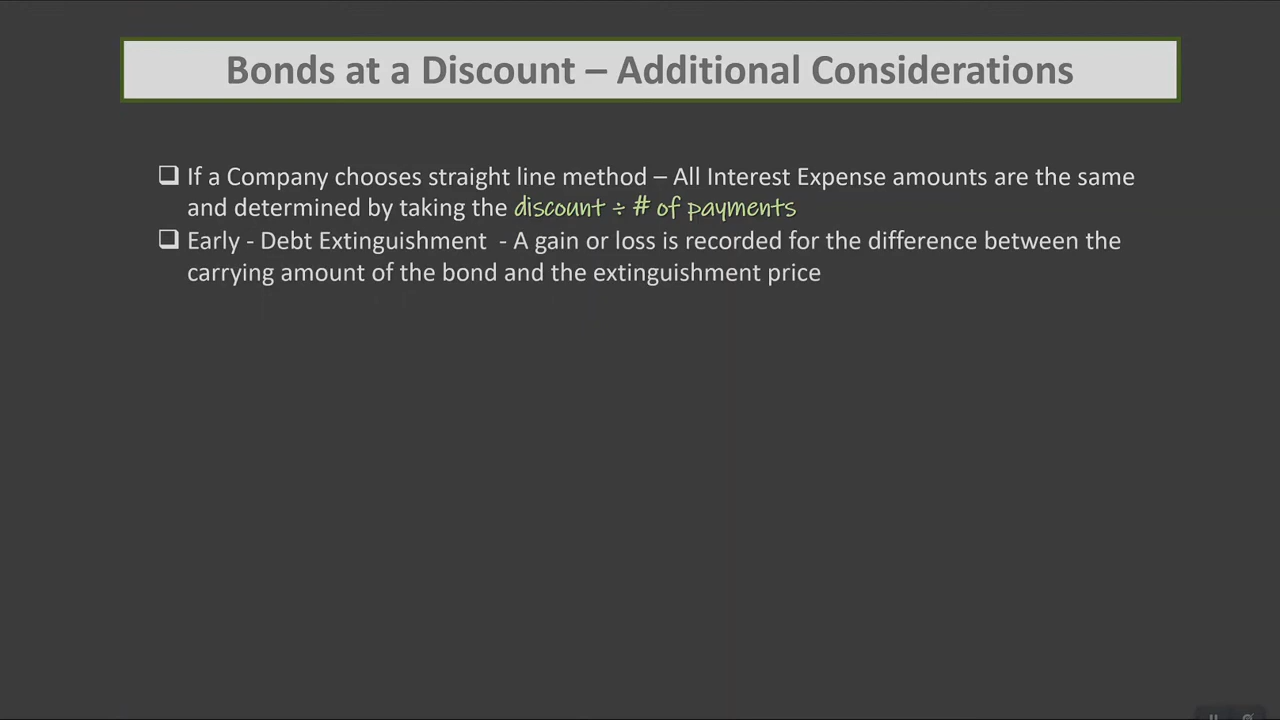 Bonds at a Discount – Additional Considerations
❑ If a Company chooses straight line method – All Interest Expense amounts are the same
and determined by taking the discount ÷ # of payments
❑ Early - Debt Extinguishment - A gain or loss is recorded for the difference between the
carrying amount of the bond and the extinguishment price